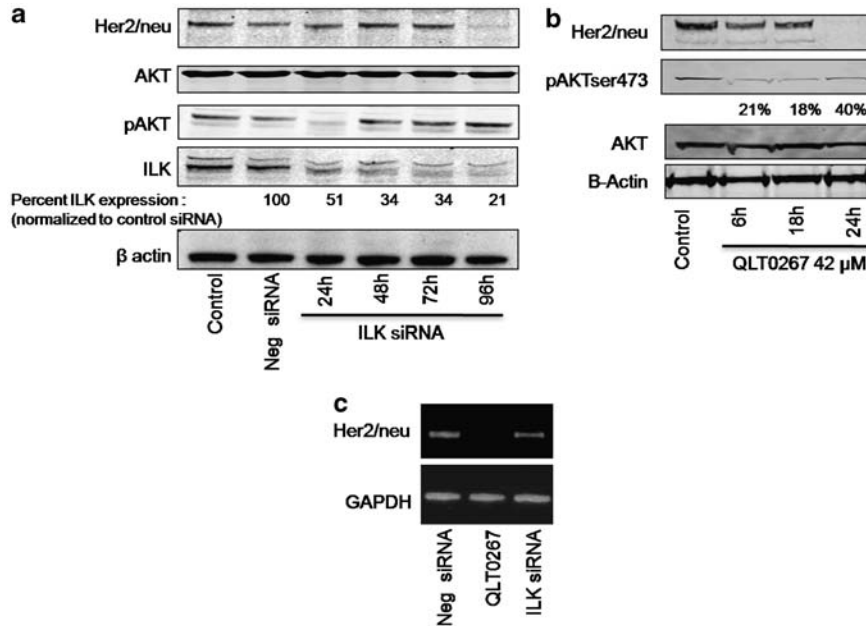 a
Her2/neu
AKT
pAKT
ILK
Percent ILK expression : 100 51 34 34 21
(normalized to control siRNA)
β actin
Control
Neg siRNA
24h
48h
72h
96h
ILK siRNA
b
Her2/neu
pAKTser473
21% 18% 40%
AKT
B-Actin
Control
6h
18h
24h
QLT0267 42 µM
c
Her2/neu
GAPDH
Neg siRNA
QLT0267
ILK siRNA